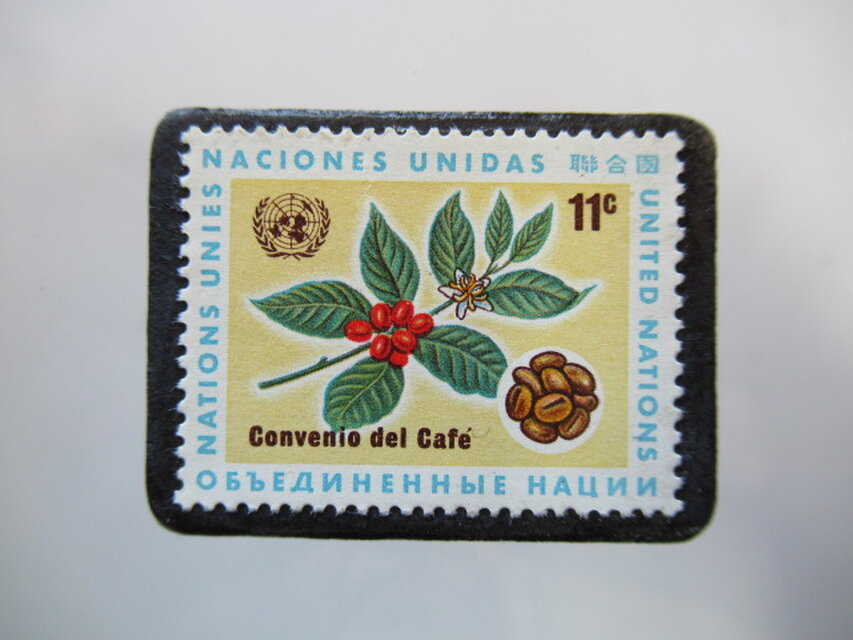 NACIONES UNIDAS 聯合國
11c
NATIONS UNIES
UNITED NATIONS
Convenio del Café
ОБЪЕДИНЕННЫЕ НАЦИИ